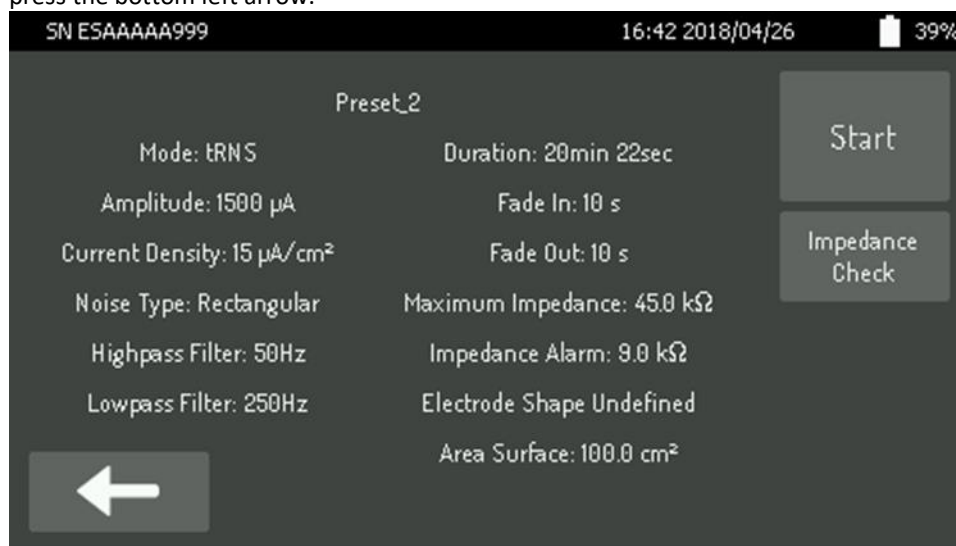 press the bottom left arrow.
SN ESAAAAA999 16:42 2018/04/26 39%
Preset_2
Mode: tRNS Duration: 20min 22sec
Amplitude: 1500 µA Fade In: 10 s
Current Density: 15 µA/cm² Fade Out: 10 s
Noise Type: Rectangular Maximum Impedance: 45.0 kΩ
Highpass Filter: 50Hz Impedance Alarm: 9.0 kΩ
Lowpass Filter: 250Hz Electrode Shape Undefined
Area Surface: 100.0 cm²
Start
Impedance
Check